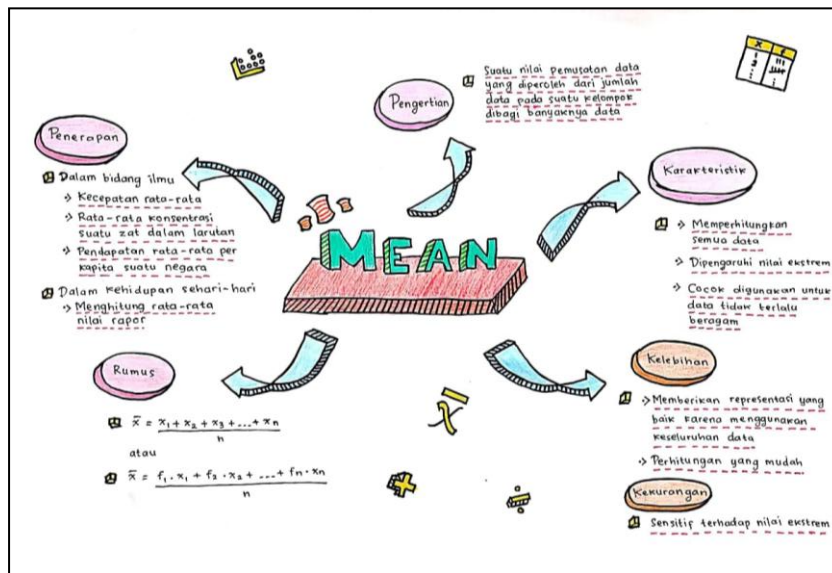 MEAN
Pengertian
Suatu nilai pemusatan data
yang diperoleh dari jumlah
data pada suatu kelompok
dibagi banyaknya data
x f
1
2
3
Karakteristik
→ Memperhitungkan
semua data
→ Dipengaruhi nilai ekstrem
→ Cocok digunakan untuk
data tidak terlalu
beragam
Kelebihan
→ Memberikan representasi yang
baik karena menggunakan
keseluruhan data
→ Perhitungan yang mudah
Kekurangan
Sensitif terhadap nilai ekstrem
Penerapan
Dalam bidang ilmu
→ Kecepatan rata-rata
→ Rata-rata konsentrasi
suatu zat dalam larutan
→ Pendapatan rata-rata per
kapita suatu negara
Dalam kehidupan sehari-hari
→ Menghitung rata-rata
nilai rapor
Rumus
x̄ = x₁ + x₂ + x₃ + ... + xₙ
n
atau
x̄ = f₁ . x₁ + f₂ . x₂ + ... + fₙ . xₙ
n
x̄
+
÷